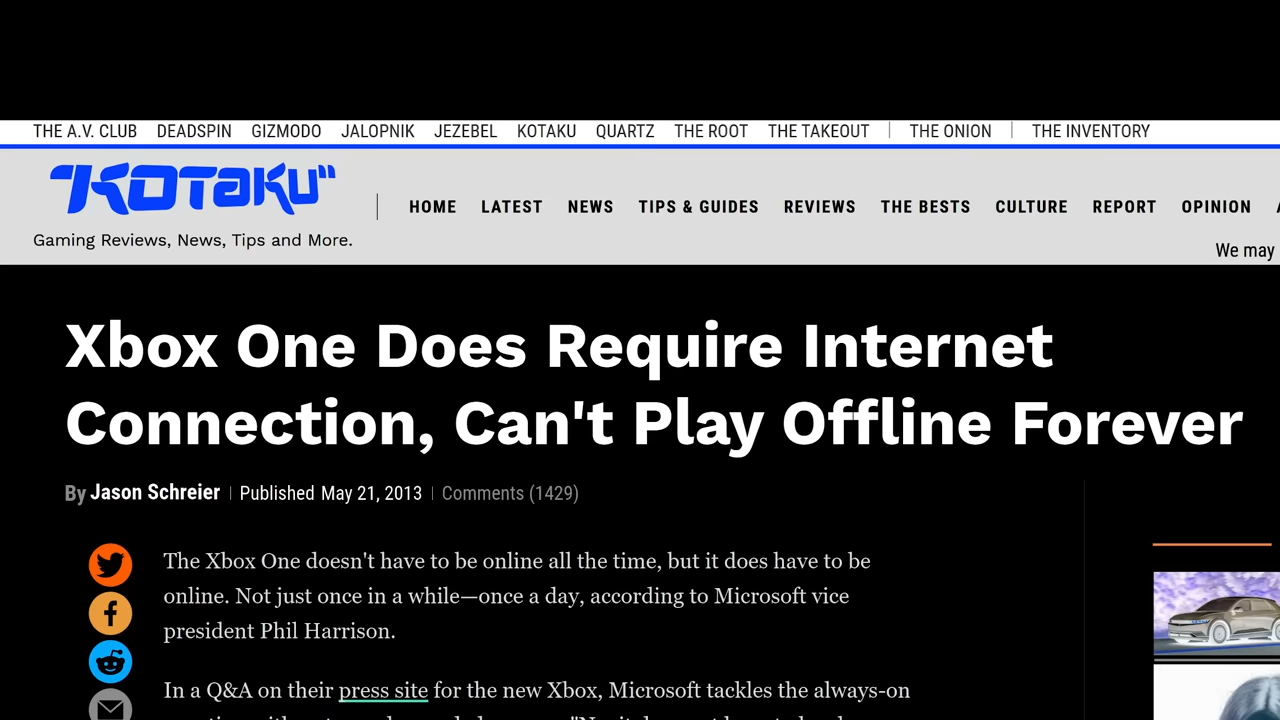 THE A.V. CLUB DEADSPIN GIZMODO JALOPNIK JEZEBEL KOTAKU QUARTZ THE ROOT THE TAKEOUT THE ONION THE INVENTORY
KOTAKU
HOME LATEST NEWS TIPS & GUIDES REVIEWS THE BESTS CULTURE REPORT OPINION
Gaming Reviews, News, Tips and More.
We may
Xbox One Does Require Internet
Connection, Can't Play Offline Forever
By Jason Schreier Published May 21, 2013 Comments (1429)
The Xbox One doesn't have to be online all the time, but it does have to be
online. Not just once in a while—once a day, according to Microsoft vice
president Phil Harrison.
In a Q&A on their press site for the new Xbox, Microsoft tackles the always-on